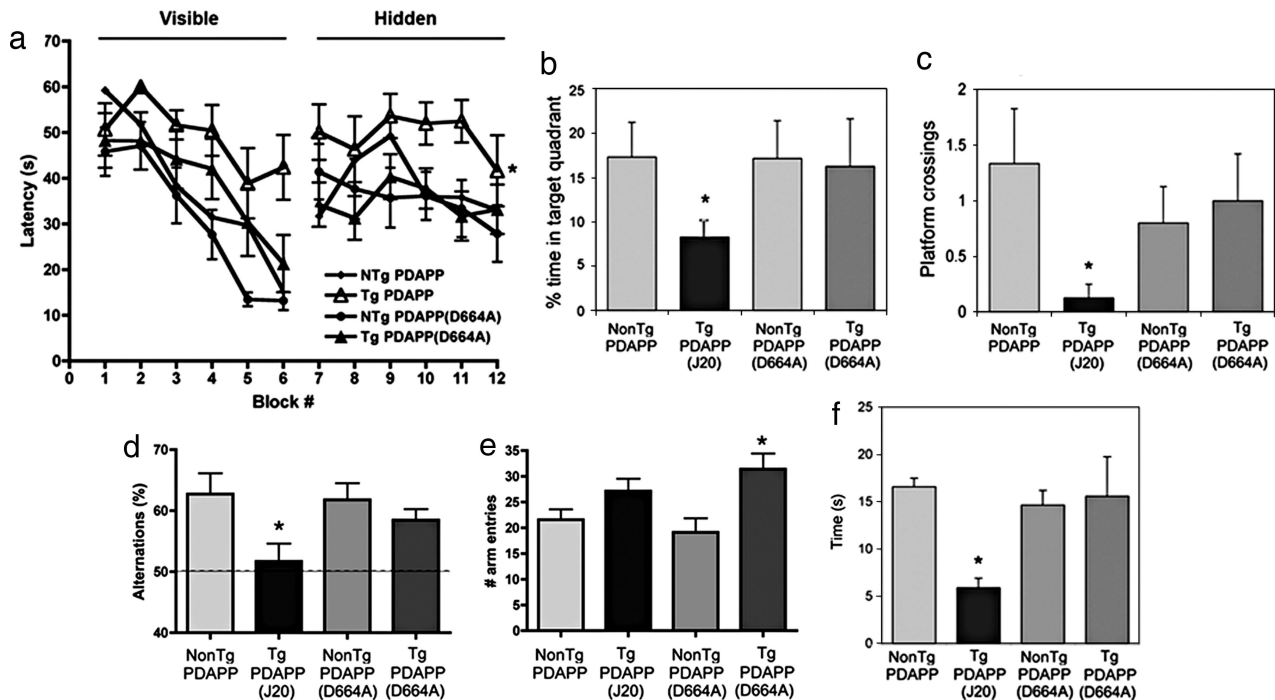 a
Visible
Hidden
70
60
50
40
30
20
10
0
Latency (s)
*
NTg PDAPP
Tg PDAPP
NTg PDAPP(D664A)
Tg PDAPP(D664A)
0 1 2 3 4 5 6 7 8 9 10 11 12
Block #
b
25
20
15
10
5
0
% time in target quadrant
*
NonTg Tg NonTg Tg
PDAPP PDAPP PDAPP PDAPP
(J20) (D664A) (D664A)
c
2
1.5
1
0.5
0
Platform crossings
*
NonTg Tg NonTg Tg
PDAPP PDAPP PDAPP PDAPP
(J20) (D664A) (D664A)
d
70
60
50
40
Alternations (%)
*
NonTg Tg NonTg Tg
PDAPP PDAPP PDAPP PDAPP
(J20) (D664A) (D664A)
e
35
30
25
20
15
10
5
0
# arm entries
*
NonTg Tg NonTg Tg
PDAPP PDAPP PDAPP PDAPP
(J20) (D664A) (D664A)
f
25
20
15
10
5
0
Time (s)
*
NonTg Tg NonTg Tg
PDAPP PDAPP PDAPP PDAPP
(J20) (D664A) (D664A)